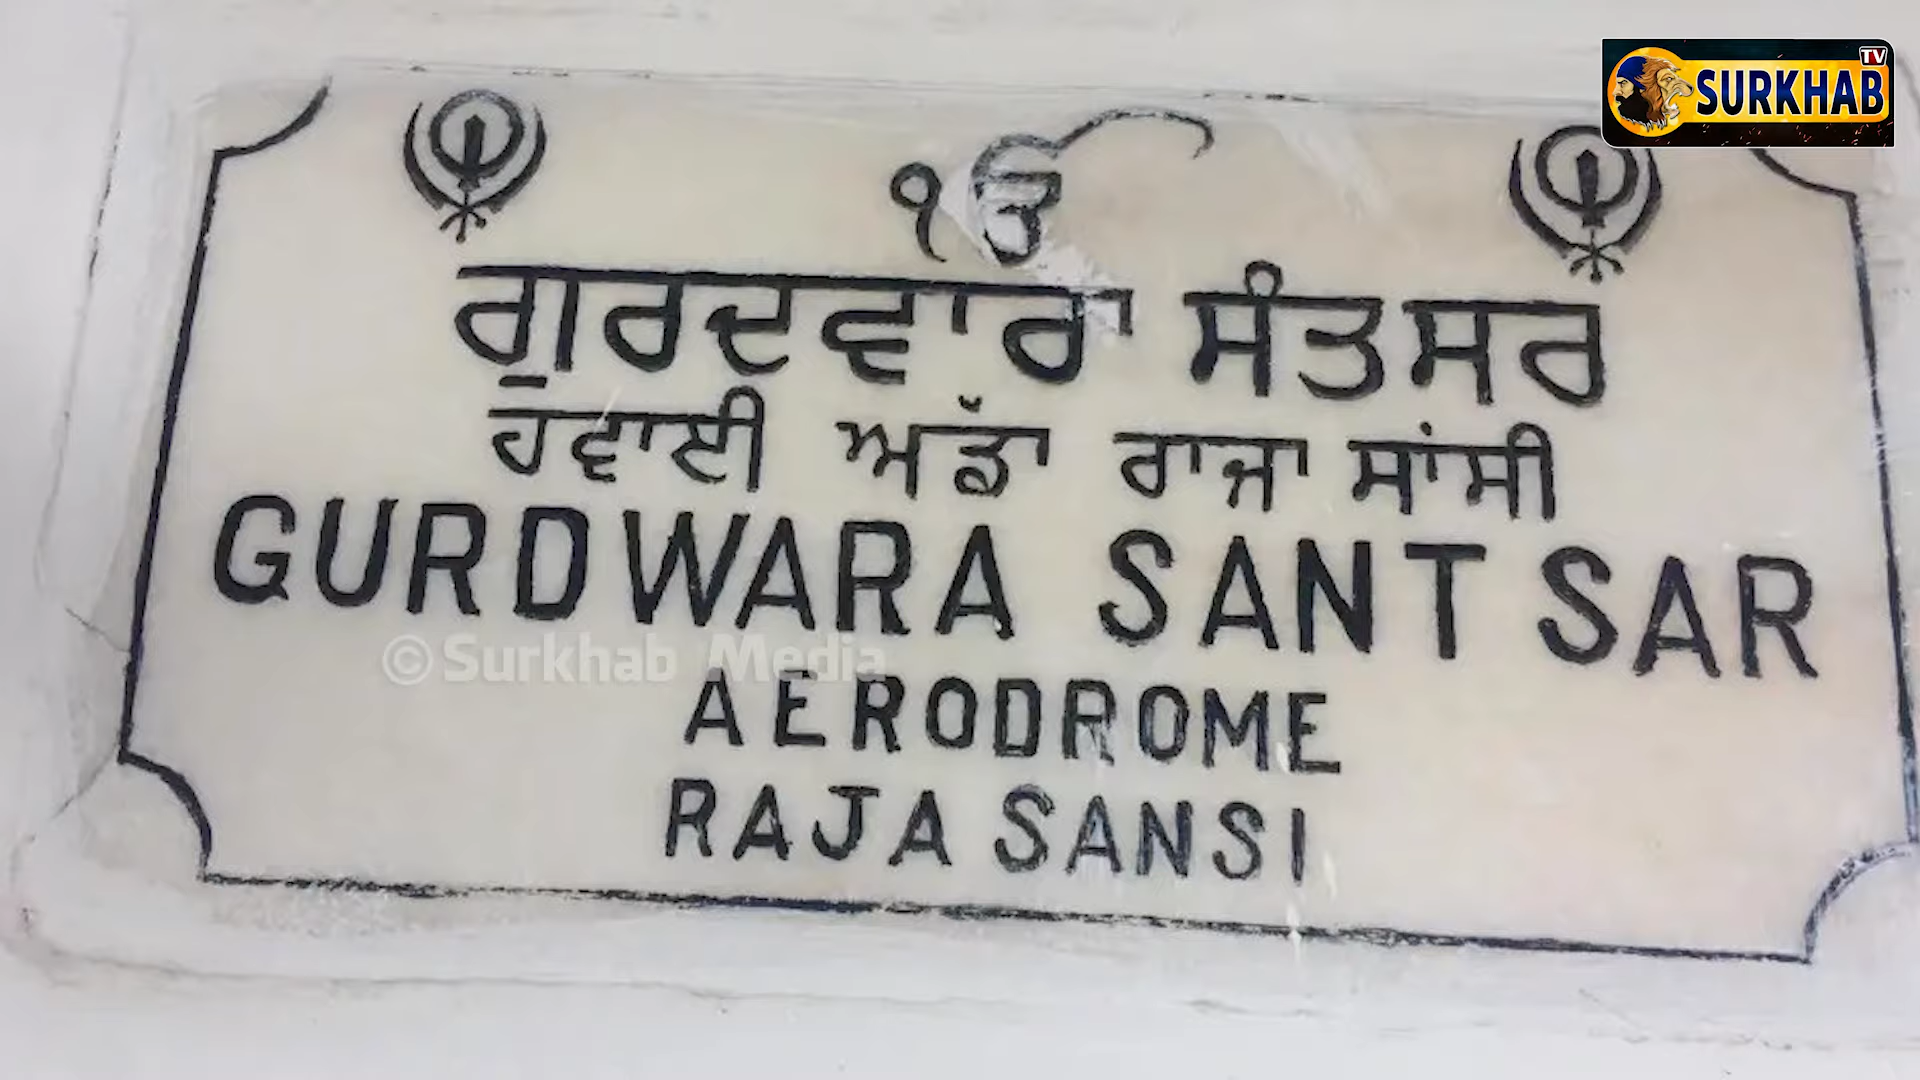 SURKHAB TV
ੴ
ਗੁਰਦਵਾਰਾ ਸੰਤਸਰ
ਹਵਾਈ ਅੱਡਾ ਰਾਜਾ ਸਾਂਸੀ
GURDWARA SANT SAR
©Surkhab Media
AERODROME
RAJA SANSI